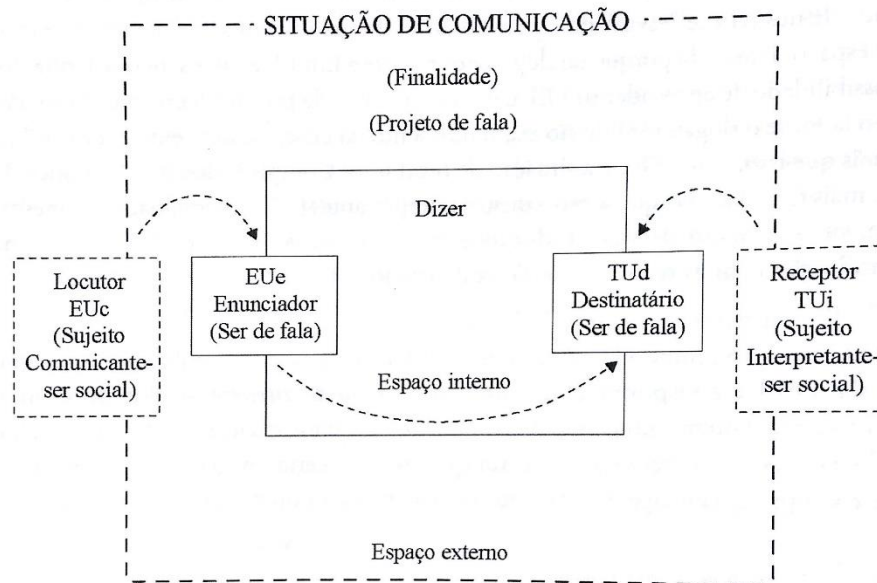 SITUAÇÃO DE COMUNICAÇÃO
(Finalidade)
(Projeto de fala)
Dizer
Locutor
EUc
(Sujeito
Comunicante-
ser social)
EUe
Enunciador
(Ser de fala)
TUd
Destinatário
(Ser de fala)
Receptor
TUi
(Sujeito
Interpretante-
ser social)
Espaço interno
Espaço externo